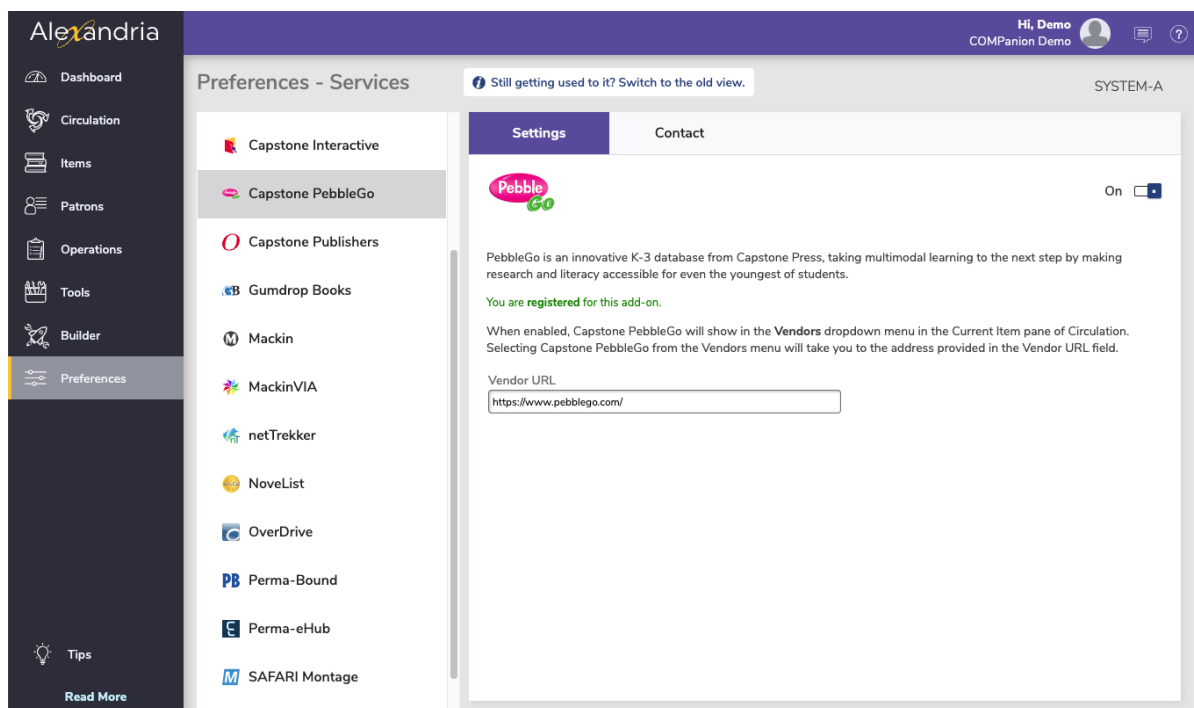 Alexandria
Hi, Demo
COMPanion Demo
?
Dashboard
Circulation
Items
Patrons
Operations
Tools
Builder
Preferences
Tips
Read More
Preferences - Services
i Still getting used to it? Switch to the old view.
SYSTEM-A
Capstone Interactive
Capstone PebbleGo
O Capstone Publishers
GB Gumdrop Books
M Mackin
MackinVIA
netTrekker
NoveList
OverDrive
PB Perma-Bound
Perma-eHub
M SAFARI Montage
Settings
Contact
Pebble
GO
On
PebbleGo is an innovative K-3 database from Capstone Press, taking multimodal learning to the next step by making
research and literacy accessible for even the youngest of students.
You are registered for this add-on.
When enabled, Capstone PebbleGo will show in the Vendors dropdown menu in the Current Item pane of Circulation.
Selecting Capstone PebbleGo from the Vendors menu will take you to the address provided in the Vendor URL field.
Vendor URL
https://www.pebblego.com/